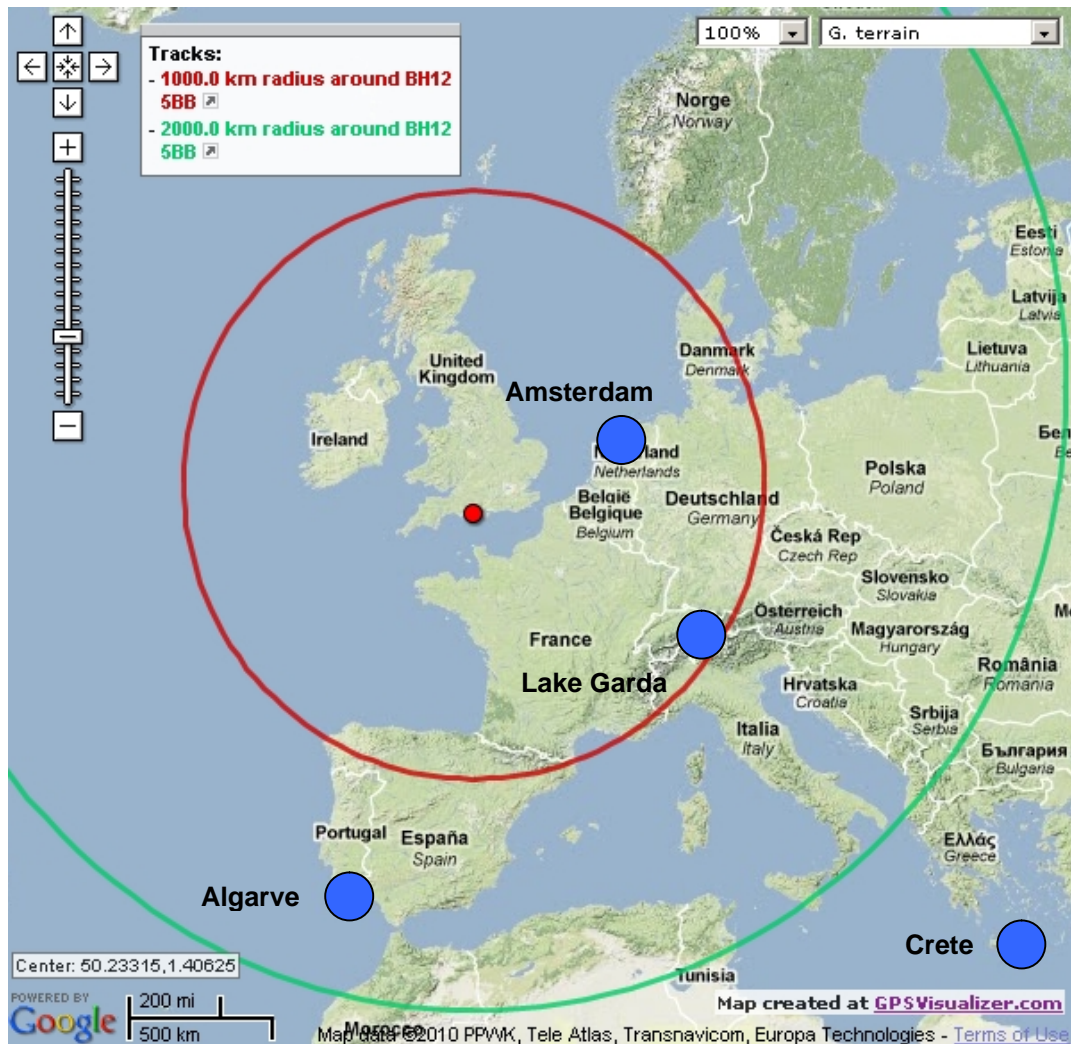 100%
G. terrain
Tracks:
- 1000.0 km radius around BH12
5BB
- 2000.0 km radius around BH12
5BB
Norge
Norway
Eesti
Estonia
Latvija
Latvia
Lietuva
Lithuania
Danmark
Denmark
United
Kingdom
Amsterdam
Ireland
Netherlands
België
Belgique
Belgium
Deutschland
Germany
Polska
Poland
Česká Rep
Czech Rep
Slovensko
Slovakia
Österreich
Austria
Magyarország
Hungary
France
Lake Garda
România
Romania
Hrvatska
Croatia
Srbija
Serbia
Italia
Italy
България
Bulgaria
Portugal
España
Spain
Ελλάς
Greece
Algarve
Crete
Tunisia
Center: 50.23315,1.40625
POWERED BY
Google
200 mi
500 km
Map created at GPSVisualizer.com
Morocco
Map data ©2010 PPWK, Tele Atlas, Transnavicom, Europa Technologies - Terms of Use